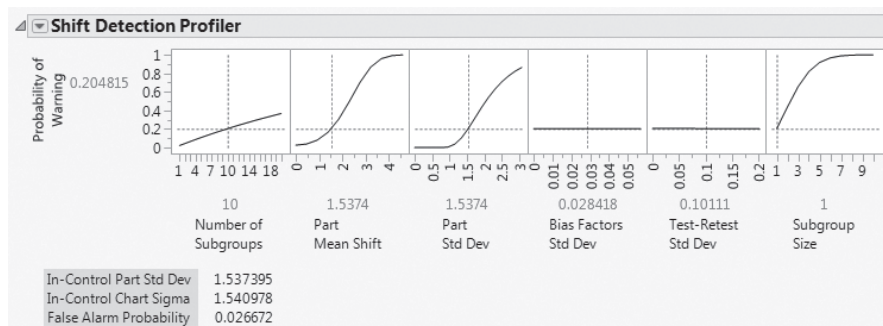 Shift Detection Profiler
Probability of
Warning
0.204815
1
0.8
0.6
0.4
0.2
0
1 4 7 10 14 18
0 1 2 3 4
0 0.5 1 1.5 2 2.5 3
0 0.01 0.02 0.03 0.04 0.05
0 0.05 0.1 0.15 0.2
1 3 5 7 9
10 1.5374 1.5374 0.028418 0.10111 1
Number of Part Part Bias Factors Test-Retest Subgroup
Subgroups Mean Shift Std Dev Std Dev Std Dev Size
In-Control Part Std Dev 1.537395
In-Control Chart Sigma 1.540978
False Alarm Probability 0.026672